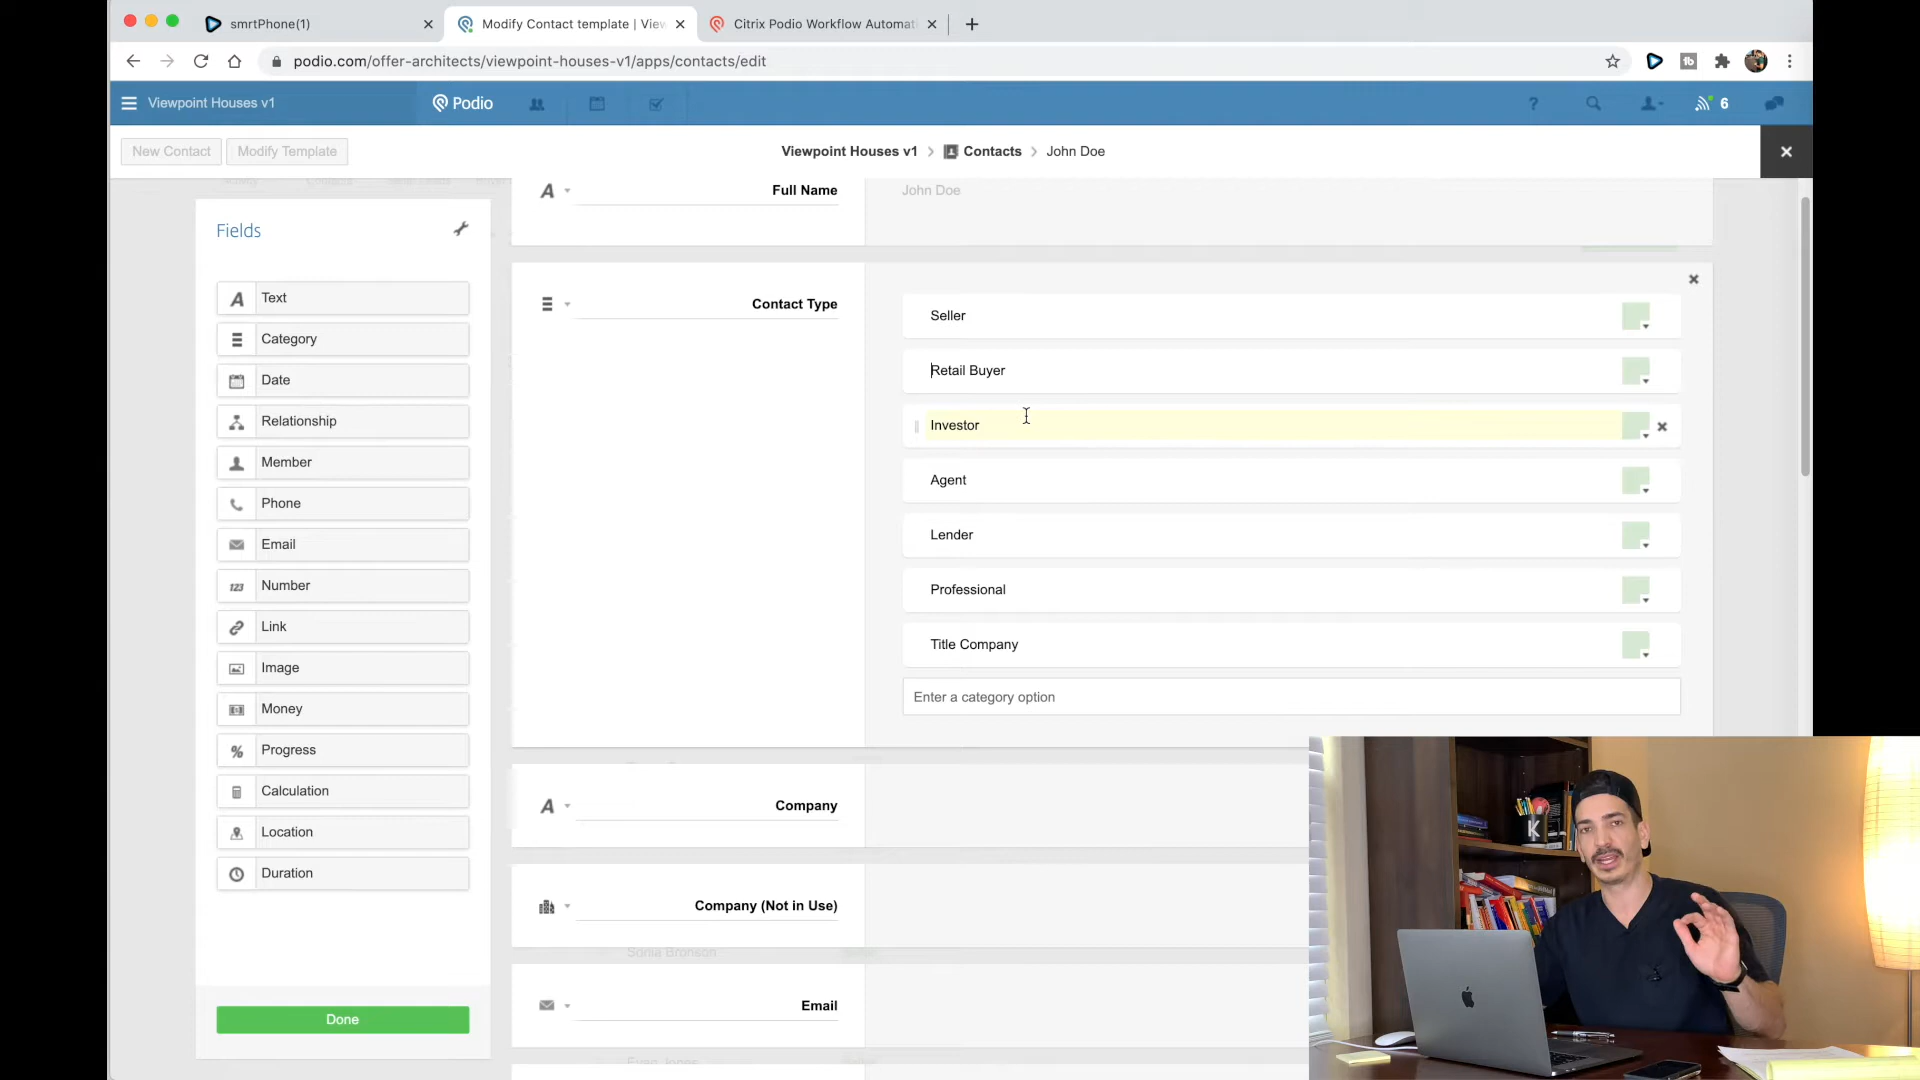 smrtPhone(1)
Modify Contact template | View
Citrix Podio Workflow Automat
podio.com/offer-architects/viewpoint-houses-v1/apps/contacts/edit
Viewpoint Houses v1
Podio
? 6
New Contact
Modify Template
Viewpoint Houses v1 > Contacts > John Doe
Full Name
John Doe
Fields
Text
Category
Date
Relationship
Member
Phone
Email
Number
Link
Image
Money
Progress
Calculation
Location
Duration
Done
Contact Type
Seller
Retail Buyer
Investor
Agent
Lender
Professional
Title Company
Enter a category option
Company
Company (Not in Use)
Sonia Bronson
Email
Evan Jones
K